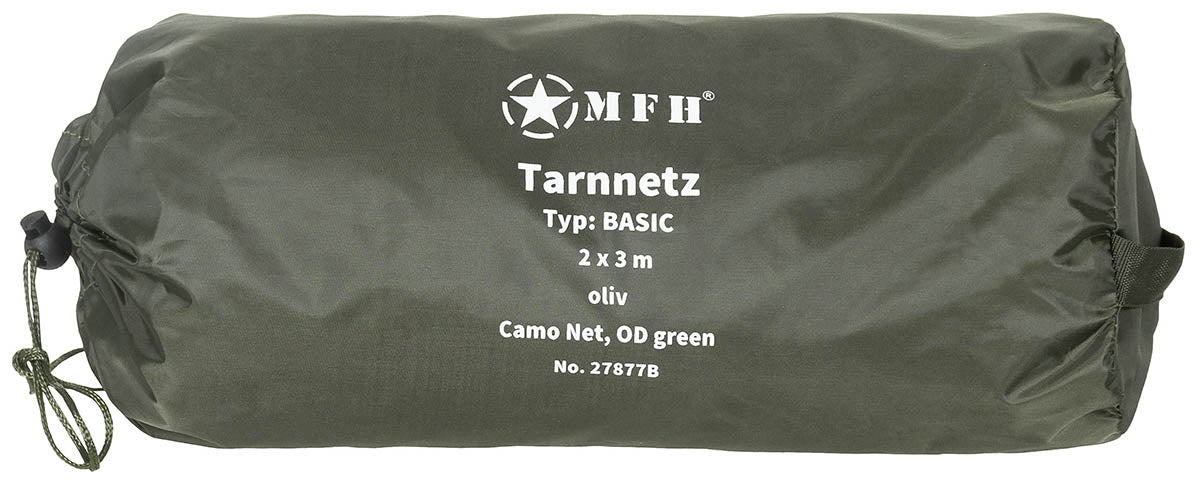 MFH®
Tarnnetz
Typ: BASIC
2 x 3 m
oliv
Camo Net, OD green
No. 27877B